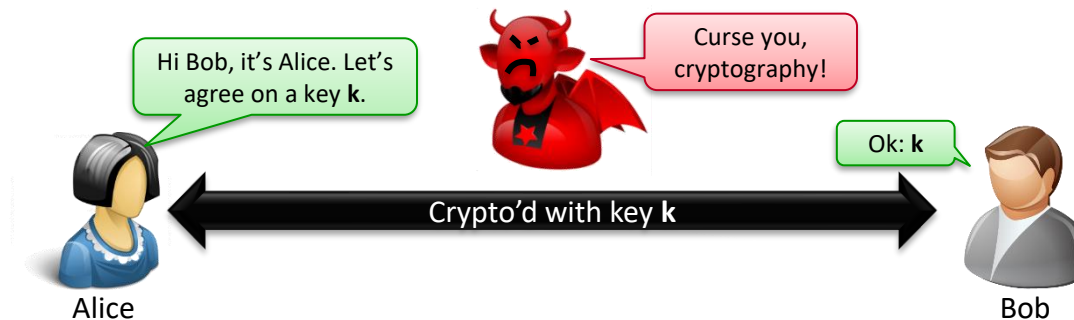 Hi Bob, it’s Alice. Let’s
agree on a key k.
Curse you,
cryptography!
Ok: k
Crypto’d with key k
Alice
Bob